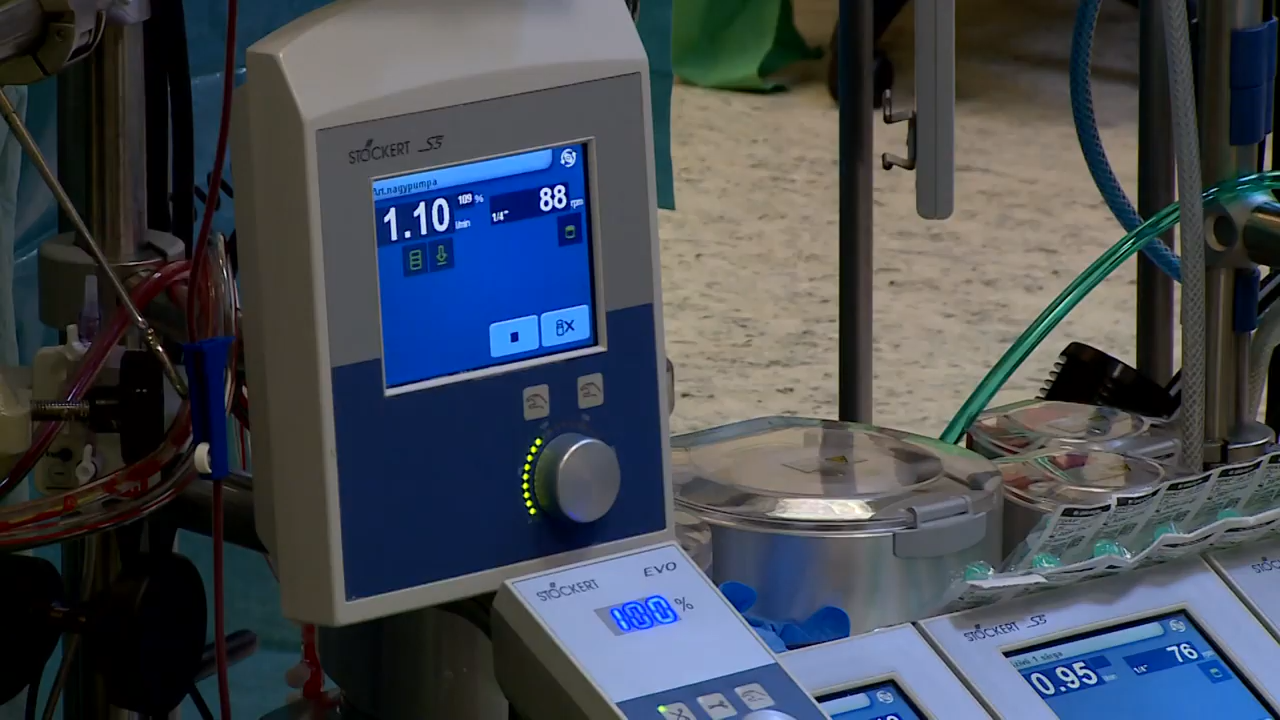 STÖCKERT S5
Art.nagypumpa
1.10 109 % l/min
1/4" 88 rpm
STÖCKERT EVO
100 %
STÖCKERT S5
0.95 1/4" 76
STÖCKERT